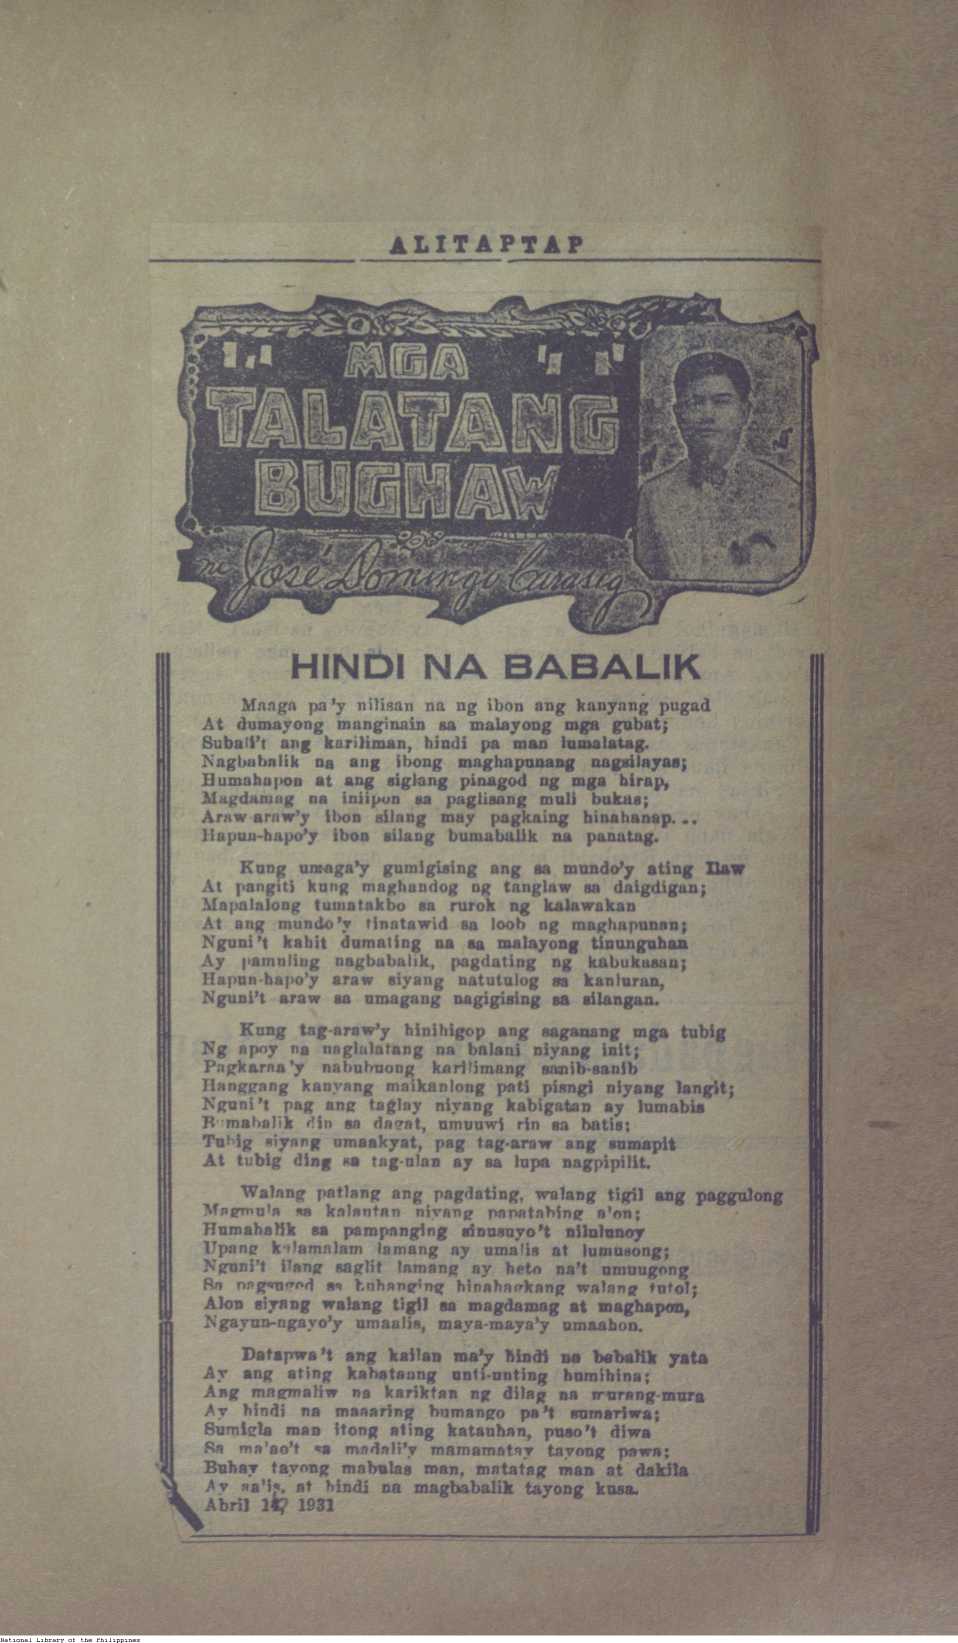 ALITAPTAP
MGA
TALATANG
BUGHAW
ni José Domingo Carasig
HINDI NA BABALIK
Maaga pa'y nilisan na ng ibon ang kanyang pugad
At dumayong manginain sa malayong mga gubat;
Subali't ang kariliman, hindi pa man lumalatag.
Nagbabalik na ang ibong maghapunang nagsilayas;
Humahapon at ang siglang pinagod ng mga hirap,
Magdamag na iniipon sa paglisang muli bukas;
Araw-araw'y ibon silang may pagkaing hinahanap...
Hapun-hapo'y ibon silang bumabalik na panatag.
Kung umaga'y gumigising ang sa mundo'y ating Ilaw
At pangiti kung maghandog ng tanglaw sa daigdigan;
Mapalalong tumatakbo sa rurok ng kalawakan
At ang mundo'y tinatawid sa loob ng maghapunan;
Nguni't kahit dumating na sa malayong tinunguhan
Ay pamuling nagbabalik, pagdating ng kabukasan;
Hapun-hapo'y araw siyang natutulog sa kanluran,
Nguni't araw sa umagang nagigising sa silangan.
Kung tag-araw'y hinihigop ang saganang mga tubig
Ng apoy na naglalatang na balani niyang init;
Pagkaraa'y nabubuong karilimang sanib-sanib
Hanggang kanyang maikanlong pati pisngi niyang langit;
Nguni't pag ang taglay niyang kabigatan ay lumabis
Bumabalik din sa dagat, umuuwi rin sa batis;
Tubig siyang umaakyat, pag tag-araw ang sumapit
At tubig ding sa tag-ulan ay sa lupa nagpipilit.
Walang patlang ang pagdating, walang tigil ang paggulong
Magmula sa kalautan niyang papatabing alon;
Humahalik sa pampanging sinusuyo't nilulunoy
Upang kalamalam lamang ay umalis at lumusong;
Nguni't ilang saglit lamang ay heto na't umuugong
Sa pagsugod sa buhanging hinahagkang walang tutol;
Alon siyang walang tigil sa magdamag at maghapon,
Ngayun-ngayo'y umaalis, maya-maya'y umaahon.
Datapwa't ang kailan ma'y hindi na babalik yata
Ay ang ating kabataang unti-unting humihina;
Ang magmaliw na kariktan ng dilag na murang-mura
Ay hindi na maaaring bumango pa't sumariwa;
Sumigla man itong ating katauhan, puso't diwa
Sa ma'ao't sa madali'y mamamatay tayong pawa;
Buhay tayong mabulas man, matatag man at dakila
Ay aalis, at hindi na magbabalik tayong kusa.
Abril 1931
National Library of the Philippines